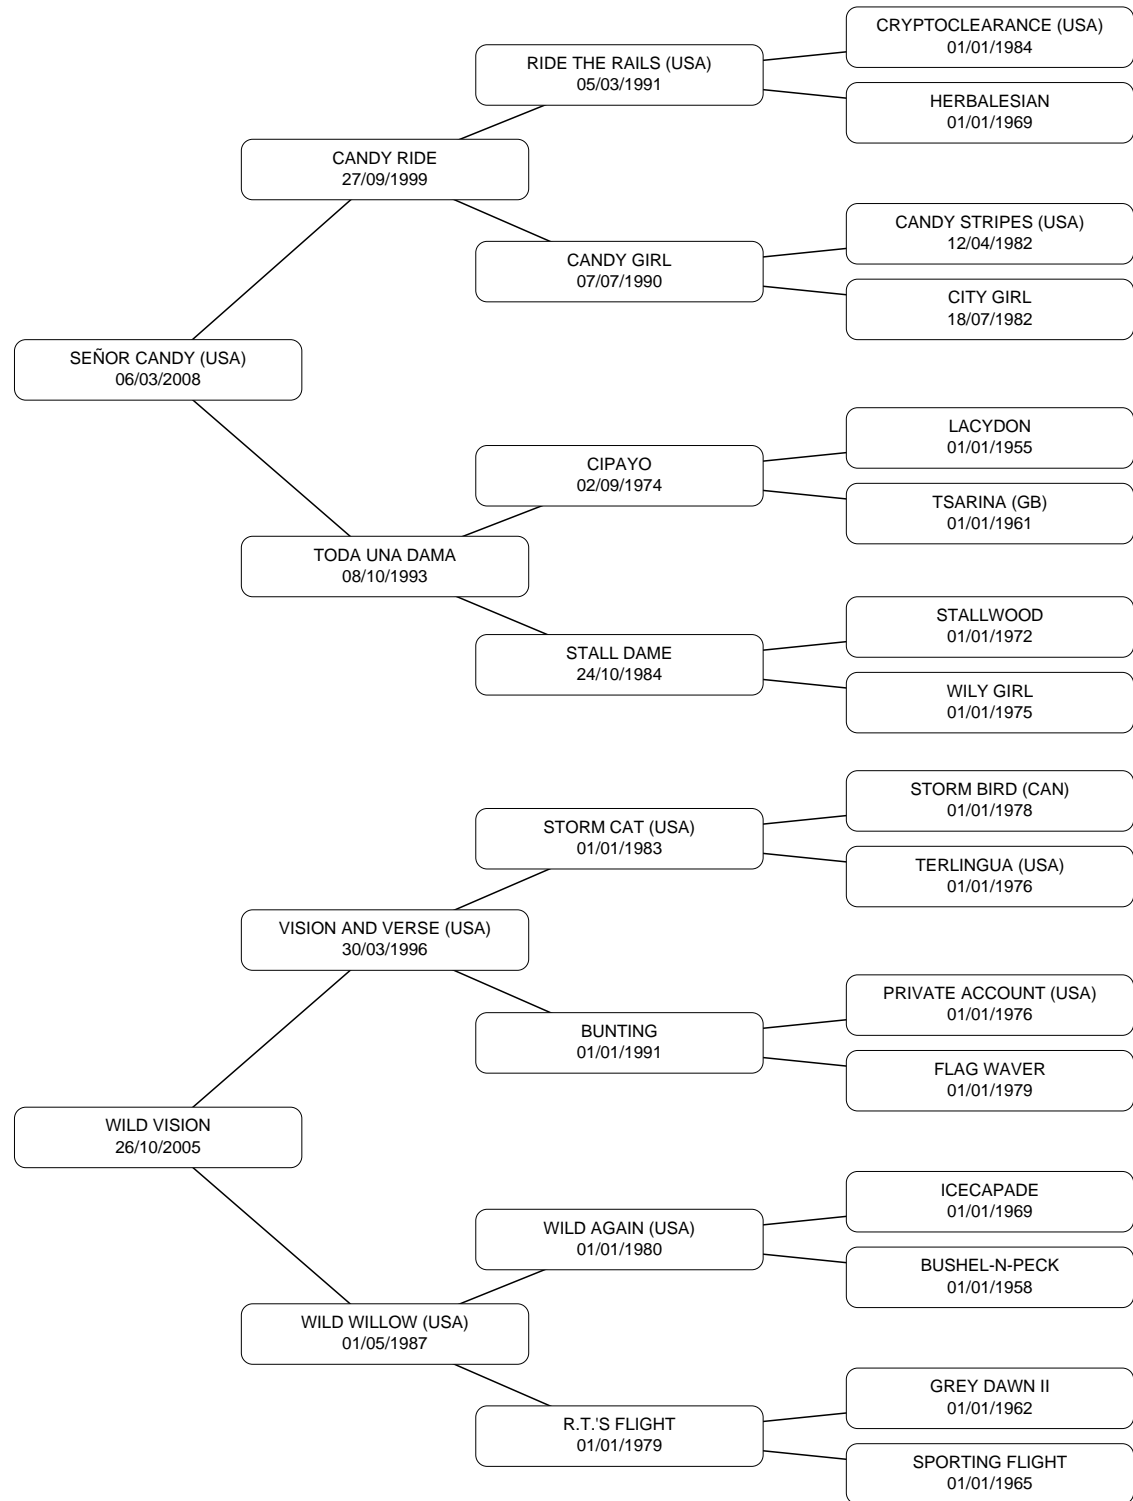 CRYPTOCLEARANCE (USA)
01/01/1984
RIDE THE RAILS (USA)
05/03/1991
HERBALESIAN
01/01/1969
CANDY RIDE
27/09/1999
CANDY STRIPES (USA)
12/04/1982
CANDY GIRL
07/07/1990
CITY GIRL
18/07/1982
SEÑOR CANDY (USA)
06/03/2008
LACYDON
01/01/1955
CIPAYO
02/09/1974
TSARINA (GB)
01/01/1961
TODA UNA DAMA
08/10/1993
STALLWOOD
01/01/1972
STALL DAME
24/10/1984
WILY GIRL
01/01/1975
STORM BIRD (CAN)
01/01/1978
STORM CAT (USA)
01/01/1983
TERLINGUA (USA)
01/01/1976
VISION AND VERSE (USA)
30/03/1996
PRIVATE ACCOUNT (USA)
01/01/1976
BUNTING
01/01/1991
FLAG WAVER
01/01/1979
WILD VISION
26/10/2005
ICECAPADE
01/01/1969
WILD AGAIN (USA)
01/01/1980
BUSHEL-N-PECK
01/01/1958
WILD WILLOW (USA)
01/05/1987
GREY DAWN II
01/01/1962
R.T.'S FLIGHT
01/01/1979
SPORTING FLIGHT
01/01/1965